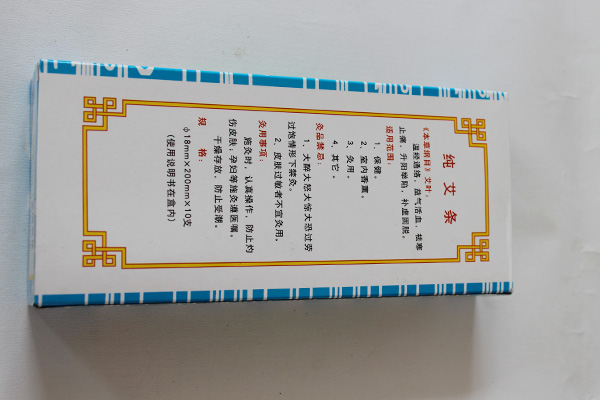 纯艾条
《本草纲目》艾叶,
温经通络,益气活血,祛寒
止痛,升阳举陷,补虚固脱。
适用范围:
1、保健。
2、室内香熏。
3、灸用。
4、其它。
灸品禁忌:
1、大醉大怒大惊大恐过劳
过饱情形下禁灸。
2、皮肤过敏者不宜灸用。
灸用事项:
施灸时,认真操作,防止灼
伤皮肤;孕妇等施灸遵医嘱。
干燥存放,防止受潮。
规格:
φ18mm×200mm×10支
(使用说明书在盒内)